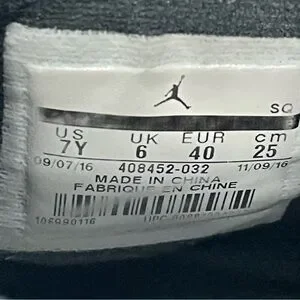 SQ
US UK EUR cm
7Y 6 40 25
09/07/16 408452-032 11/09/16
MADE IN CHINA
FABRIQUE EN CHINE